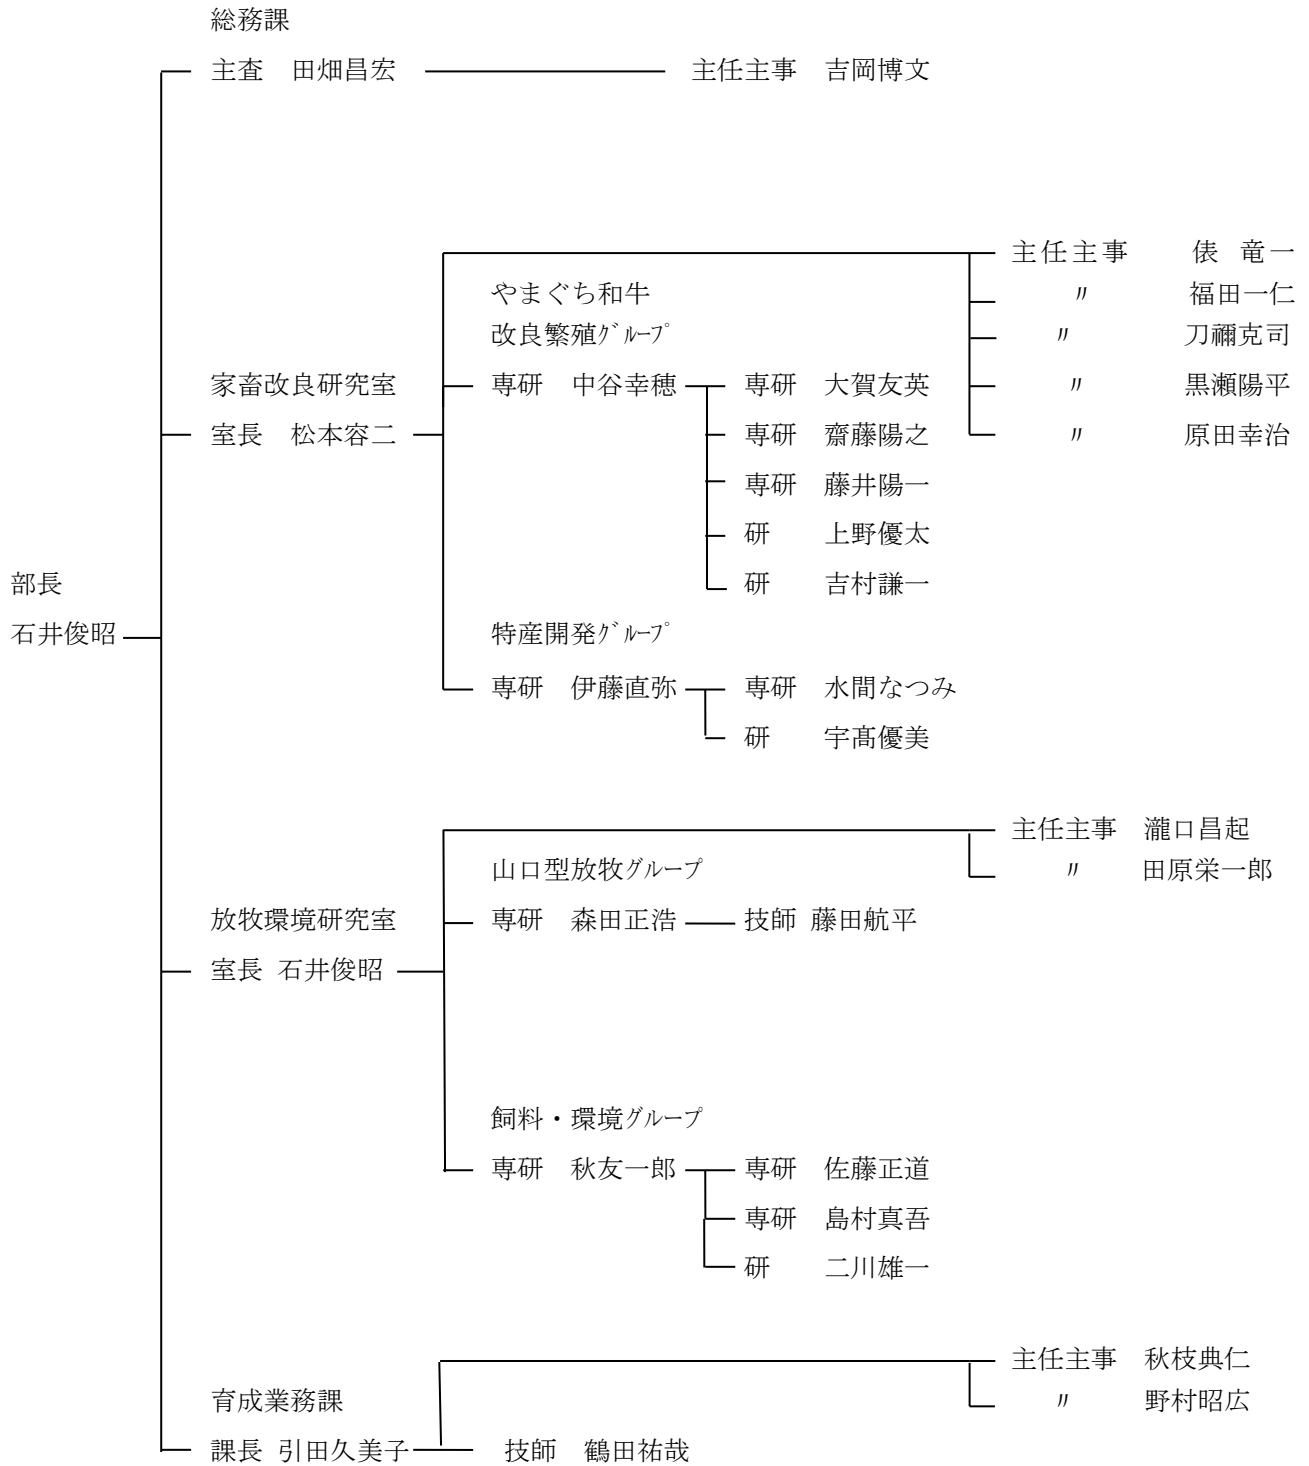 総務課
主査　田畑昌宏　主任主事　吉岡博文
主任主事　俵　竜一
やまぐち和牛　〃　福田一仁
改良繁殖ｸﾞﾙｰﾌﾟ　〃　刀禰克司
家畜改良研究室　専研　中谷幸穂　専研　大賀友英　〃　黒瀬陽平
室長　松本容二　専研　齋藤陽之　〃　原田幸治
専研　藤井陽一
研　上野優太
部長　研　吉村謙一
石井俊昭　特産開発ｸﾞﾙｰﾌﾟ
専研　伊藤直弥　専研　水間なつみ
研　宇髙優美
主任主事　瀧口昌起
山口型放牧グループ　〃　田原栄一郎
放牧環境研究室　専研　森田正浩　技師　藤田航平
室長　石井俊昭
飼料・環境グループ
専研　秋友一郎　専研　佐藤正道
専研　島村真吾
研　二川雄一
主任主事　秋枝典仁
育成業務課　〃　野村昭広
課長　引田久美子　技師　鶴田祐哉